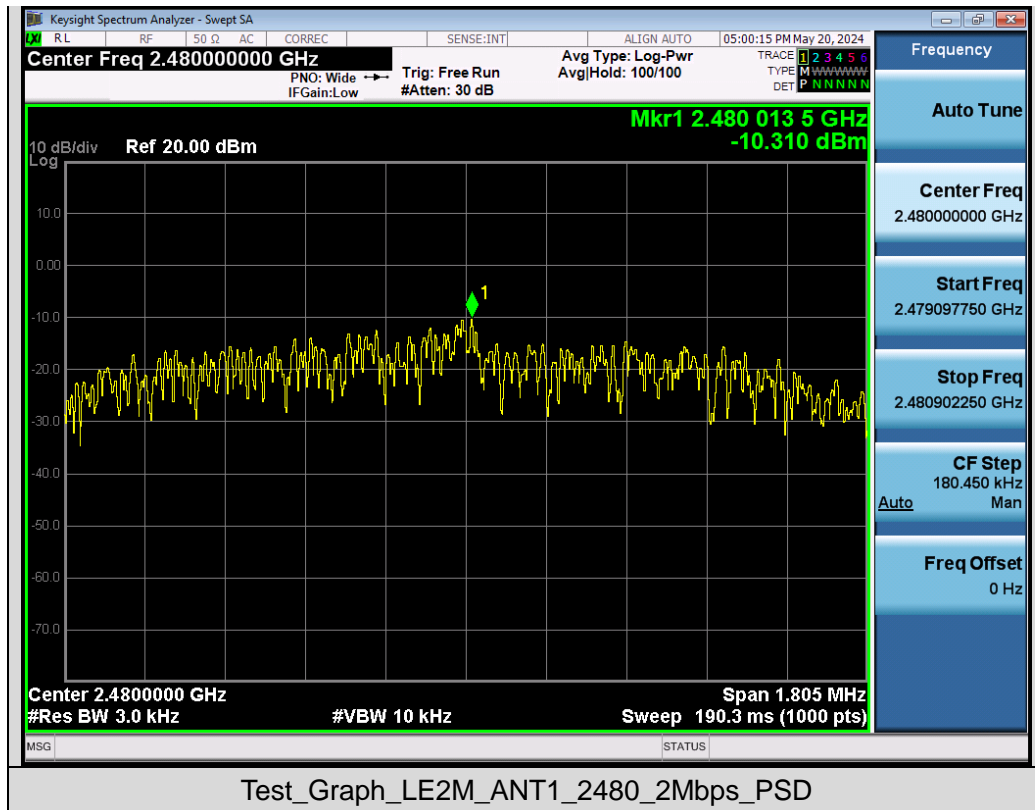 Keysight Spectrum Analyzer - Swept SA
LXI RL RF 50 Ω AC CORREC SENSE:INT ALIGN AUTO 05:00:15 PM May 20, 2024
Center Freq 2.480000000 GHz
PNO: Wide
IFGain:Low
Trig: Free Run
#Atten: 30 dB
Avg Type: Log-Pwr
Avg|Hold: 100/100
TRACE 1 2 3 4 5 6
TYPE M W W W W W
DET P N N N N N
Mkr1 2.480 013 5 GHz
-10.310 dBm
10 dB/div Ref 20.00 dBm
Log
10.0
0.00
-10.0
-20.0
-30.0
-40.0
-50.0
-60.0
-70.0
1
Center 2.4800000 GHz Span 1.805 MHz
#Res BW 3.0 kHz #VBW 10 kHz Sweep 190.3 ms (1000 pts)
MSG STATUS
Frequency
Auto Tune
Center Freq
2.480000000 GHz
Start Freq
2.479097750 GHz
Stop Freq
2.480902250 GHz
CF Step
180.450 kHz
Auto Man
Freq Offset
0 Hz
Test_Graph_LE2M_ANT1_2480_2Mbps_PSD